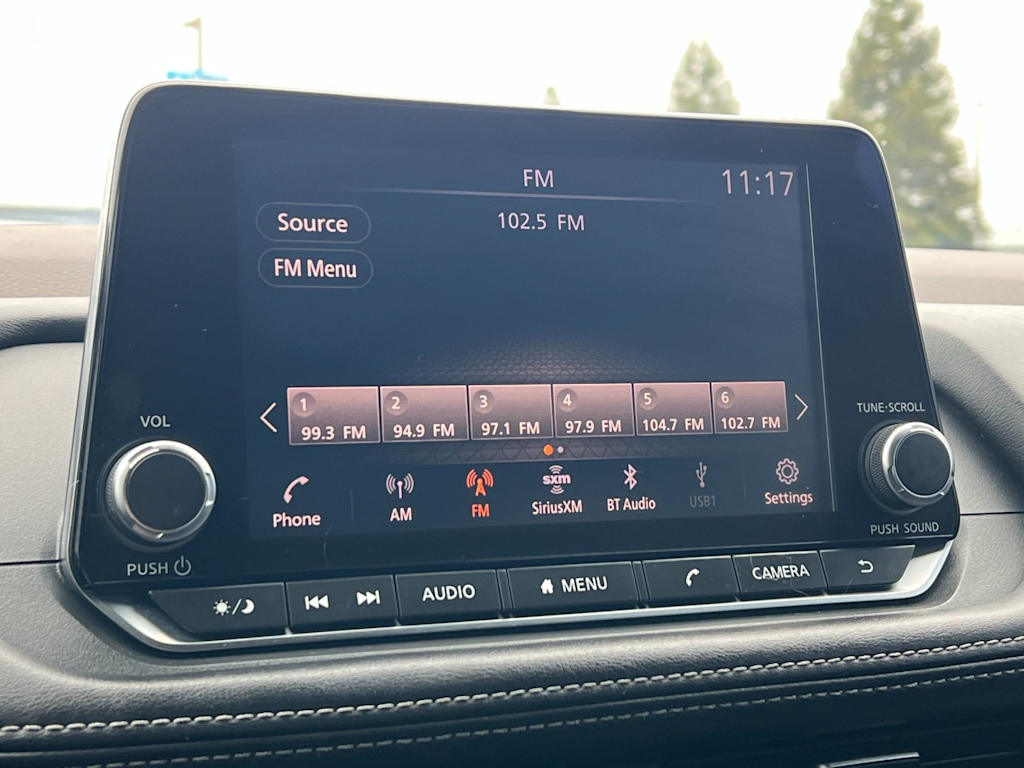 FM
11:17
Source
102.5 FM
FM Menu
1 2 3 4 5 6
99.3 FM 94.9 FM 97.1 FM 97.9 FM 104.7 FM 102.7 FM
VOL
TUNE·SCROLL
sxm
Phone AM FM SiriusXM BT Audio USB1 Settings
PUSH
PUSH SOUND
AUDIO MENU CAMERA